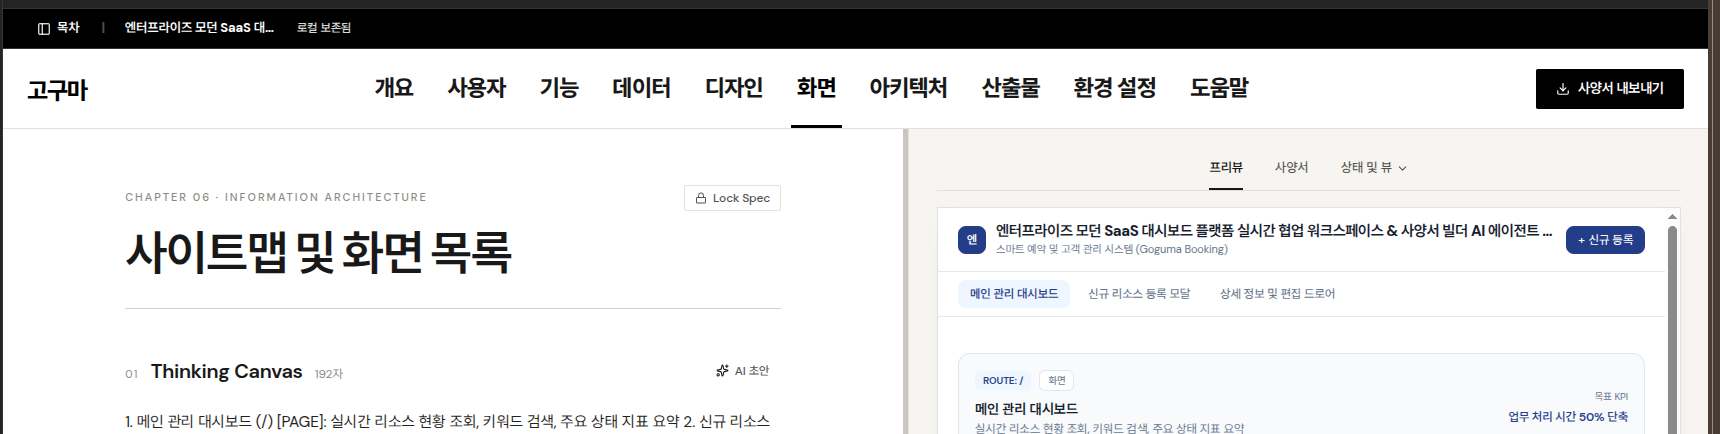 목차 | 엔터프라이즈 모던 SaaS 대... 로컬 보존됨
고구마 개요 사용자 기능 데이터 디자인 화면 아키텍처 산출물 환경 설정 도움말 사양서 내보내기
CHAPTER 06 · INFORMATION ARCHITECTURE
Lock Spec
사이트맵 및 화면 목록
01 Thinking Canvas 192자
AI 초안
1. 메인 관리 대시보드 (/) [PAGE]: 실시간 리소스 현황 조회, 키워드 검색, 주요 상태 지표 요약 2. 신규 리소스
프리뷰 사양서 상태 및 뷰
엔 엔터프라이즈 모던 SaaS 대시보드 플랫폼 실시간 협업 워크스페이스 & 사양서 빌더 AI 에이전트 ...
스마트 예약 및 고객 관리 시스템 (Goguma Booking)
+ 신규 등록
메인 관리 대시보드 신규 리소스 등록 모달 상세 정보 및 편집 드로어
ROUTE: / 화면
메인 관리 대시보드
실시간 리소스 현황 조회, 키워드 검색, 주요 상태 지표 요약
목표 KPI
업무 처리 시간 50% 단축